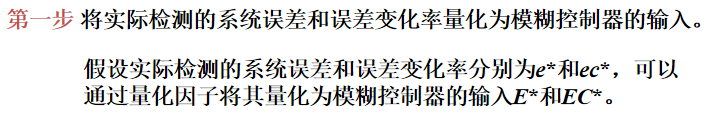 第一步 将实际检测的系统误差和误差变化率量化为模糊控制器的输入。
假设实际检测的系统误差和误差变化率分别为e*和ec*，可以
通过量化因子将其量化为模糊控制器的输入E*和EC*。